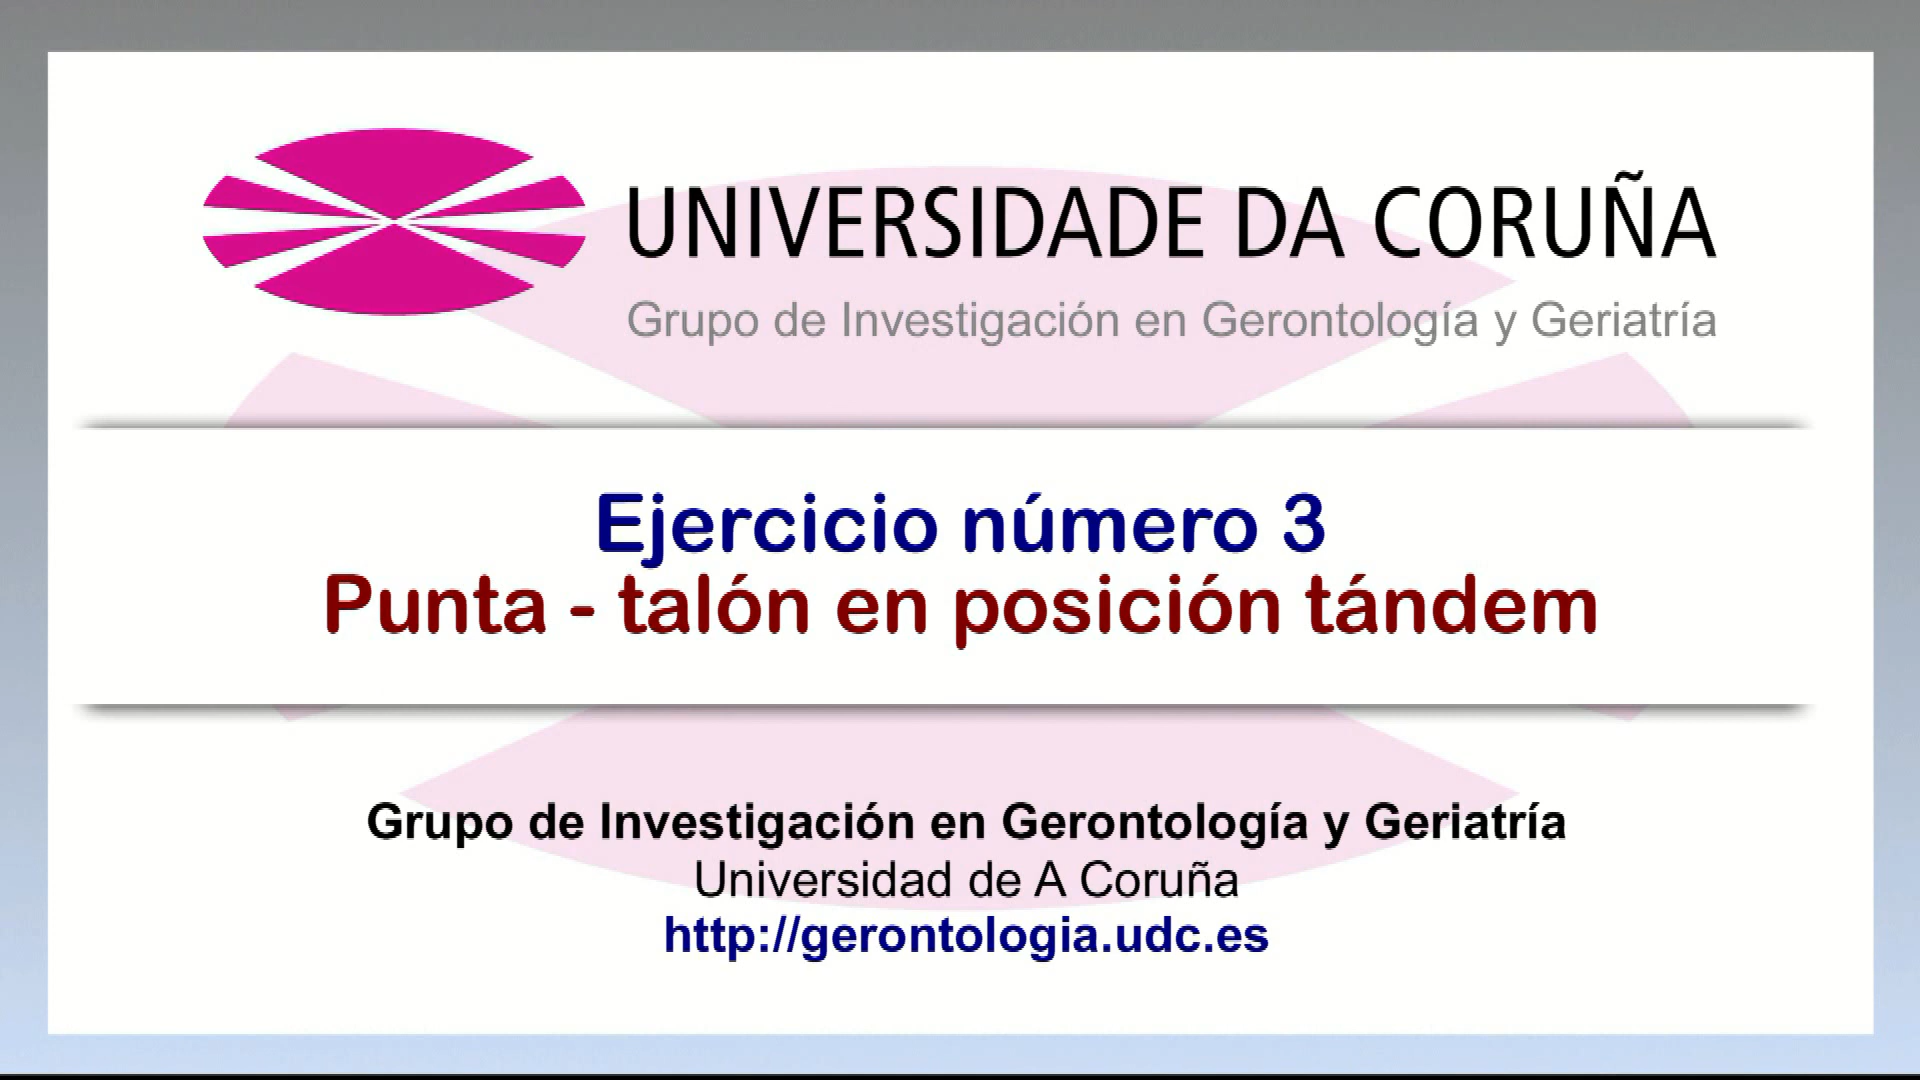 UNIVERSIDADE DA CORUÑA
Grupo de Investigación en Gerontología y Geriatría
Ejercicio número 3
Punta - talón en posición tándem
Grupo de Investigación en Gerontología y Geriatría
Universidad de A Coruña
http://gerontologia.udc.es